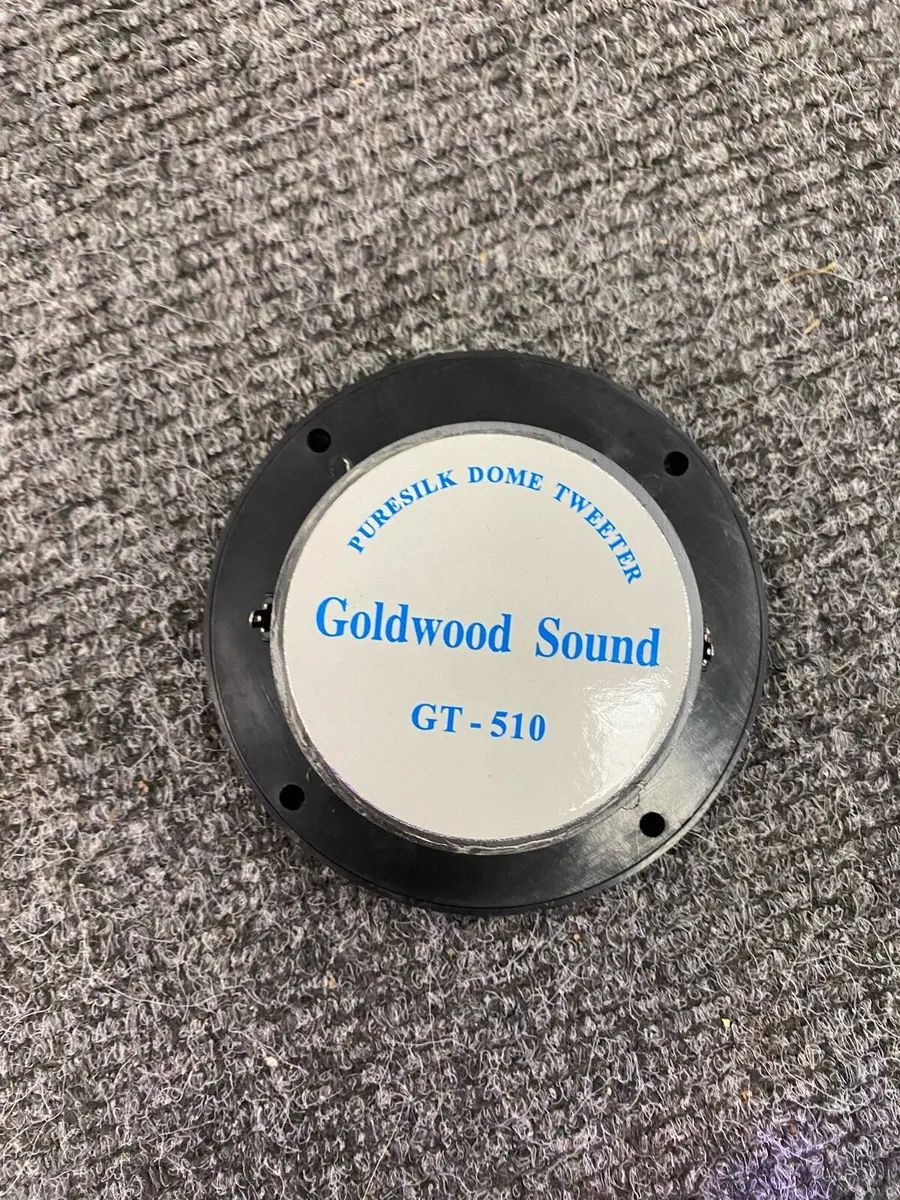 PURESILK DOME TWEETER
Goldwood Sound
GT - 510